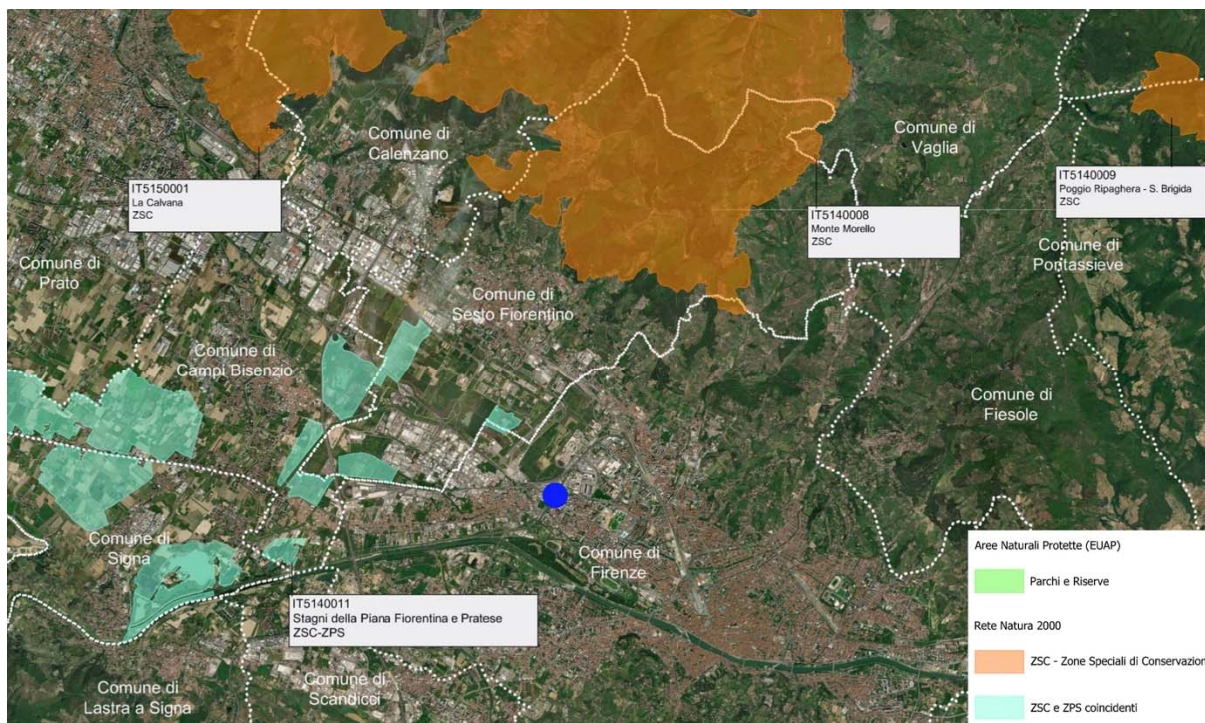 Comune di
Calenzano
Comune di
Vaglia
IT5150001
La Calvana
ZSC
IT5140009
Poggio Ripaghera - S. Brigida
ZSC
IT5140008
Monte Morello
ZSC
Comune di
Prato
Comune di
Pontassieve
Comune di
Sesto Fiorentino
Comune di
Campi Bisenzio
Comune di
Fiesole
Comune di
Signa
Comune di
Firenze
IT5140011
Stagni della Piana Fiorentina e Pratese
ZSC-ZPS
Comune di
Scandicci
Comune di
Lastra a Signa
Aree Naturali Protette (EUAP)
Parchi e Riserve
Rete Natura 2000
ZSC - Zone Speciali di Conservazion
ZSC e ZPS coincidenti